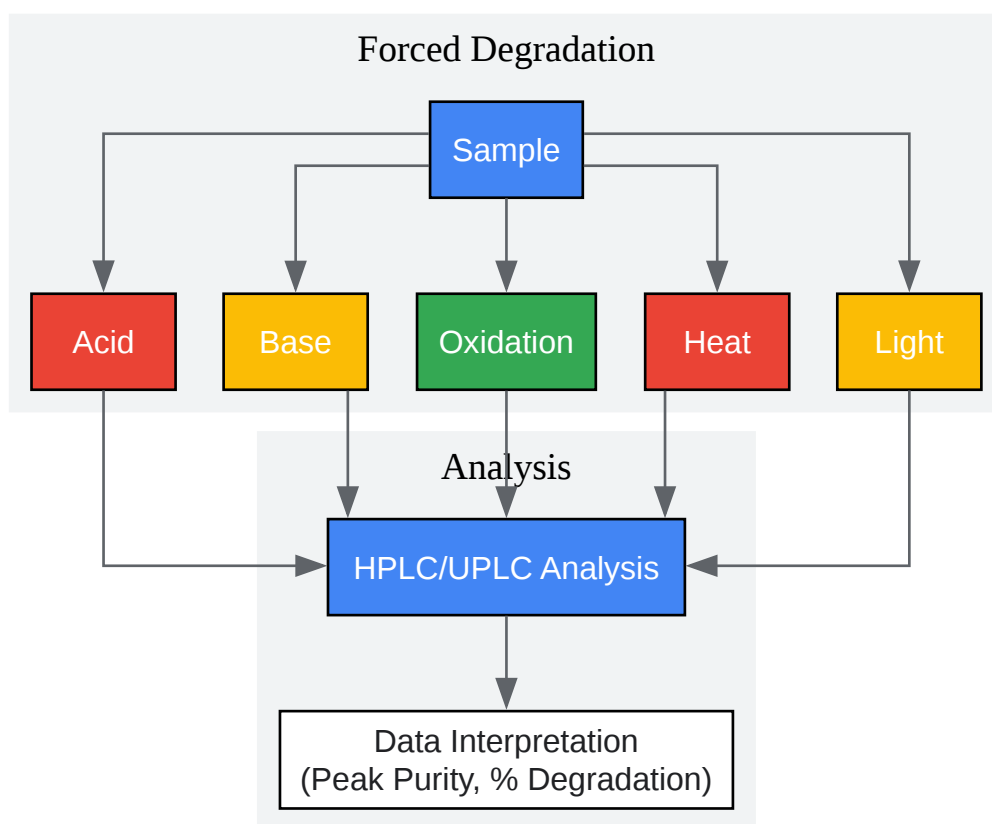 Forced Degradation
Sample
Acid
Base
Oxidation
Heat
Light
Analysis
HPLC/UPLC Analysis
Data Interpretation
(Peak Purity, % Degradation)